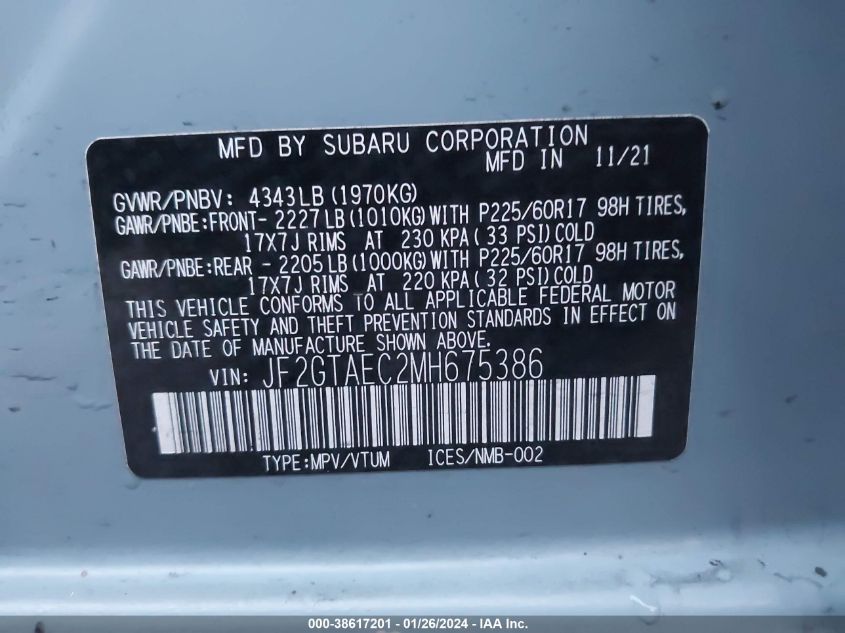 MFD BY SUBARU CORPORATION
MFD IN 11/21
GVWR/PNBV: 4343LB(1970KG)
GAWR/PNBE:FRONT- 2227LB(1010KG)WITH P225/60R17 98H TIRES,
17X7J RIMS AT 230 KPA( 33 PSI)COLD
GAWR/PNBE:REAR - 2205LB(1000KG)WITH P225/60R17 98H TIRES,
17X7J RIMS AT 220 KPA( 32 PSI)COLD
THIS VEHICLE CONFORMS TO ALL APPLICABLE FEDERAL MOTOR
VEHICLE SAFETY AND THEFT PREVENTION STANDARDS IN EFFECT ON
THE DATE OF MANUFACTURE SHOWN ABOVE.
VIN: JF2GTAEC2MH675386
TYPE:MPV/VTUM ICES/NMB-002
000-38617201 - 01/26/2024 - IAA Inc.